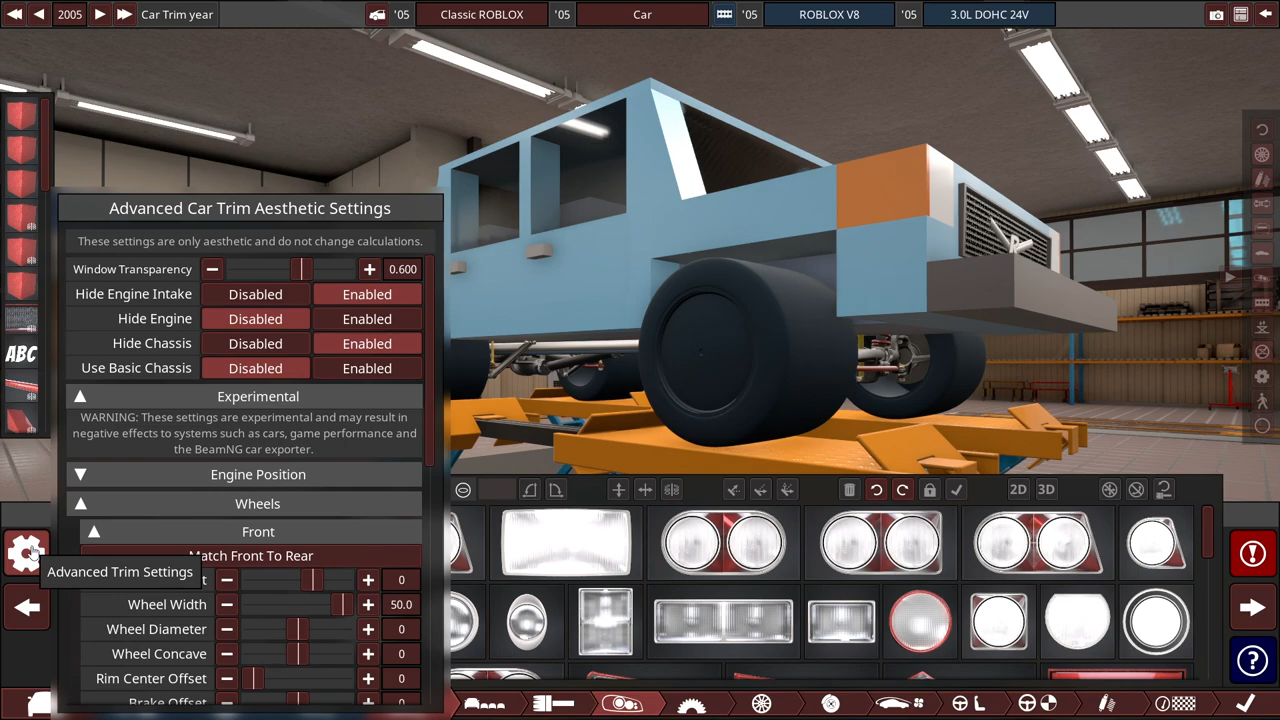 2005 Car Trim year '05 Classic ROBLOX '05 Car '05 ROBLOX V8 '05 3.0L DOHC 24V
ABC
Advanced Car Trim Aesthetic Settings
These settings are only aesthetic and do not change calculations.
Window Transparency 0.600
Hide Engine Intake Disabled Enabled
Hide Engine Disabled Enabled
Hide Chassis Disabled Enabled
Use Basic Chassis Disabled Enabled
Experimental
WARNING: These settings are experimental and may result in
negative effects to systems such as cars, game performance and
the BeamNG car exporter.
Engine Position
Wheels
Front
Match Front To Rear
0
Wheel Width 50.0
Wheel Diameter 0
Wheel Concave 0
Rim Center Offset 0
Brake Offset 0
Advanced Trim Settings
2D 3D